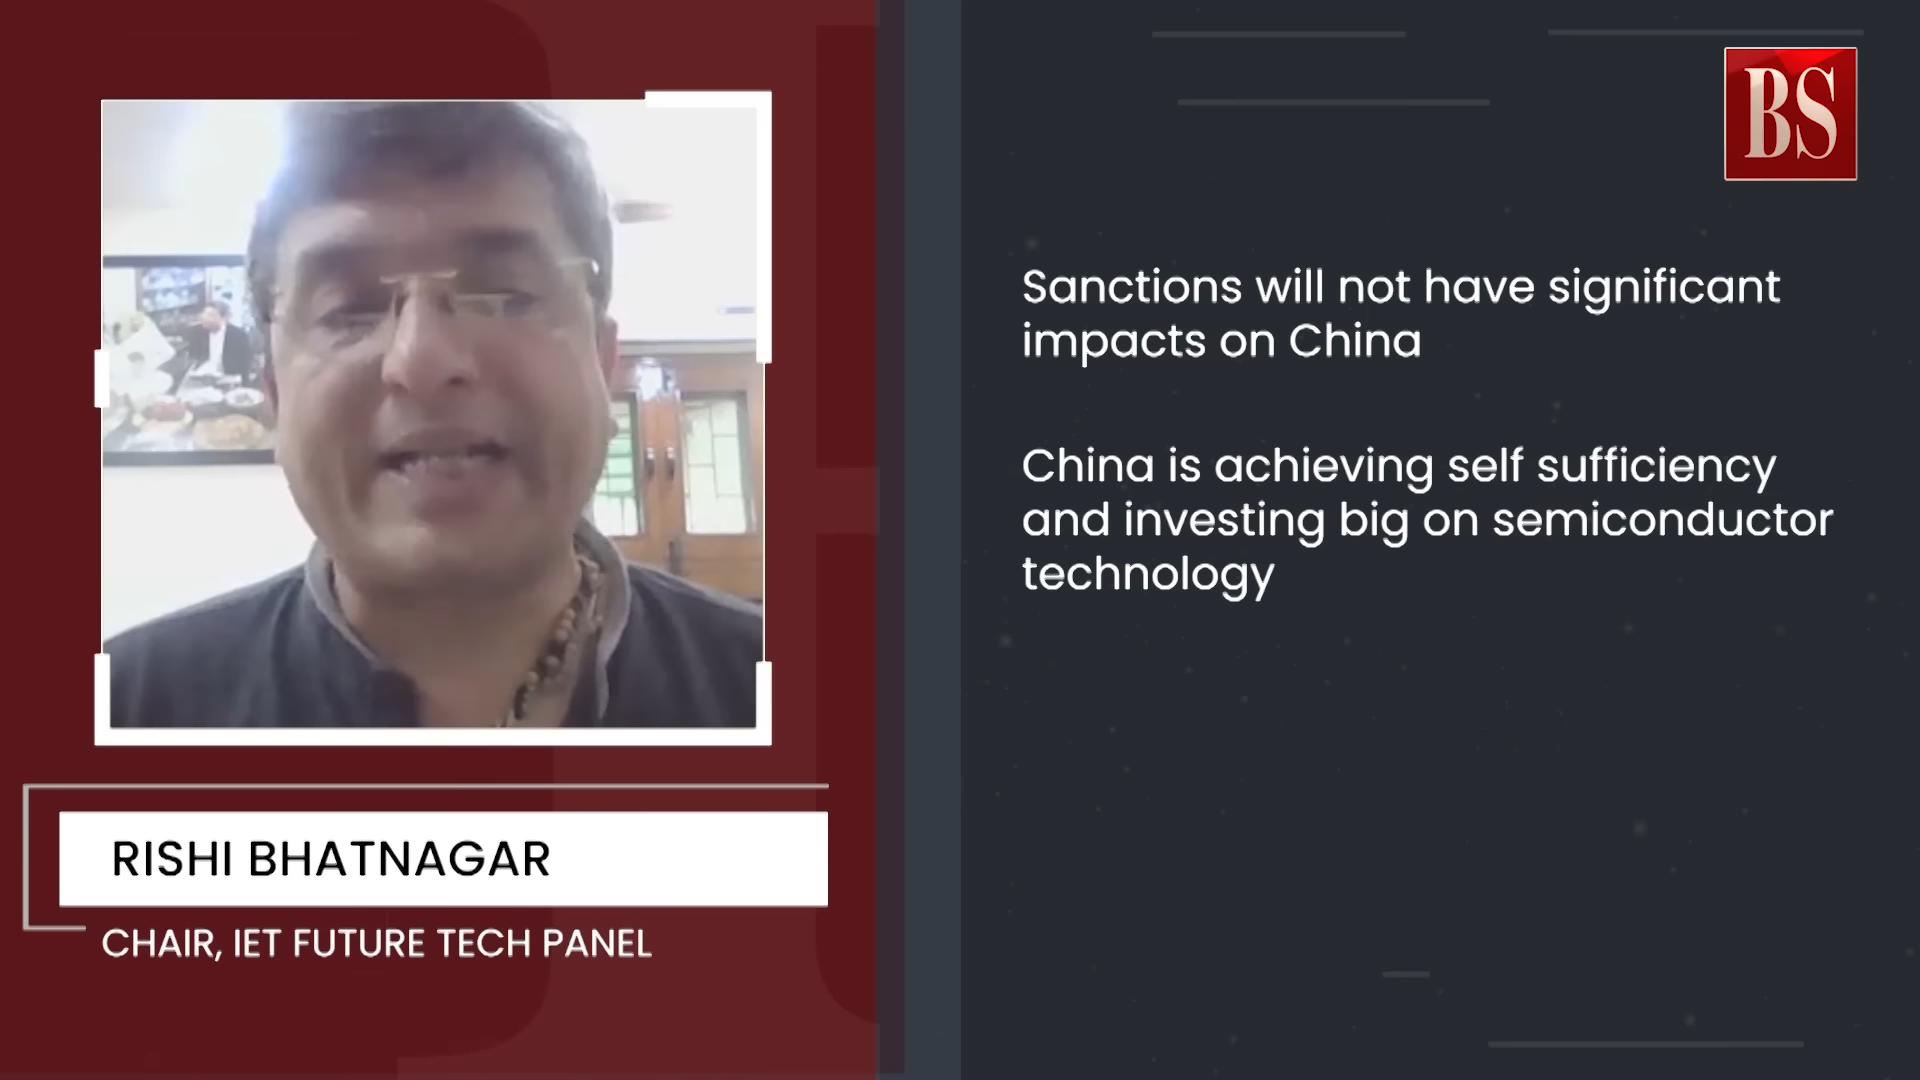 BS
Sanctions will not have significant
impacts on China
China is achieving self sufficiency
and investing big on semiconductor
technology
RISHI BHATNAGAR
CHAIR, IET FUTURE TECH PANEL